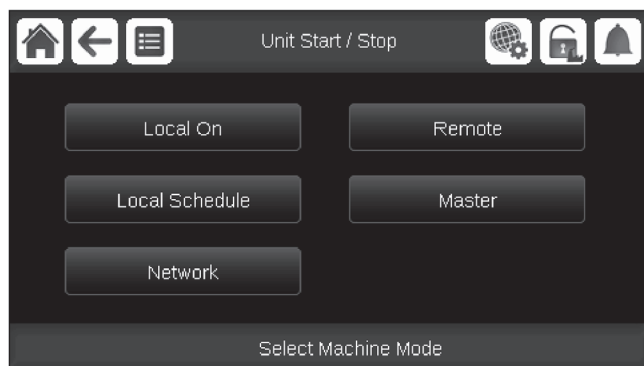 Unit Start / Stop
Local On
Remote
Local Schedule
Master
Network
Select Machine Mode